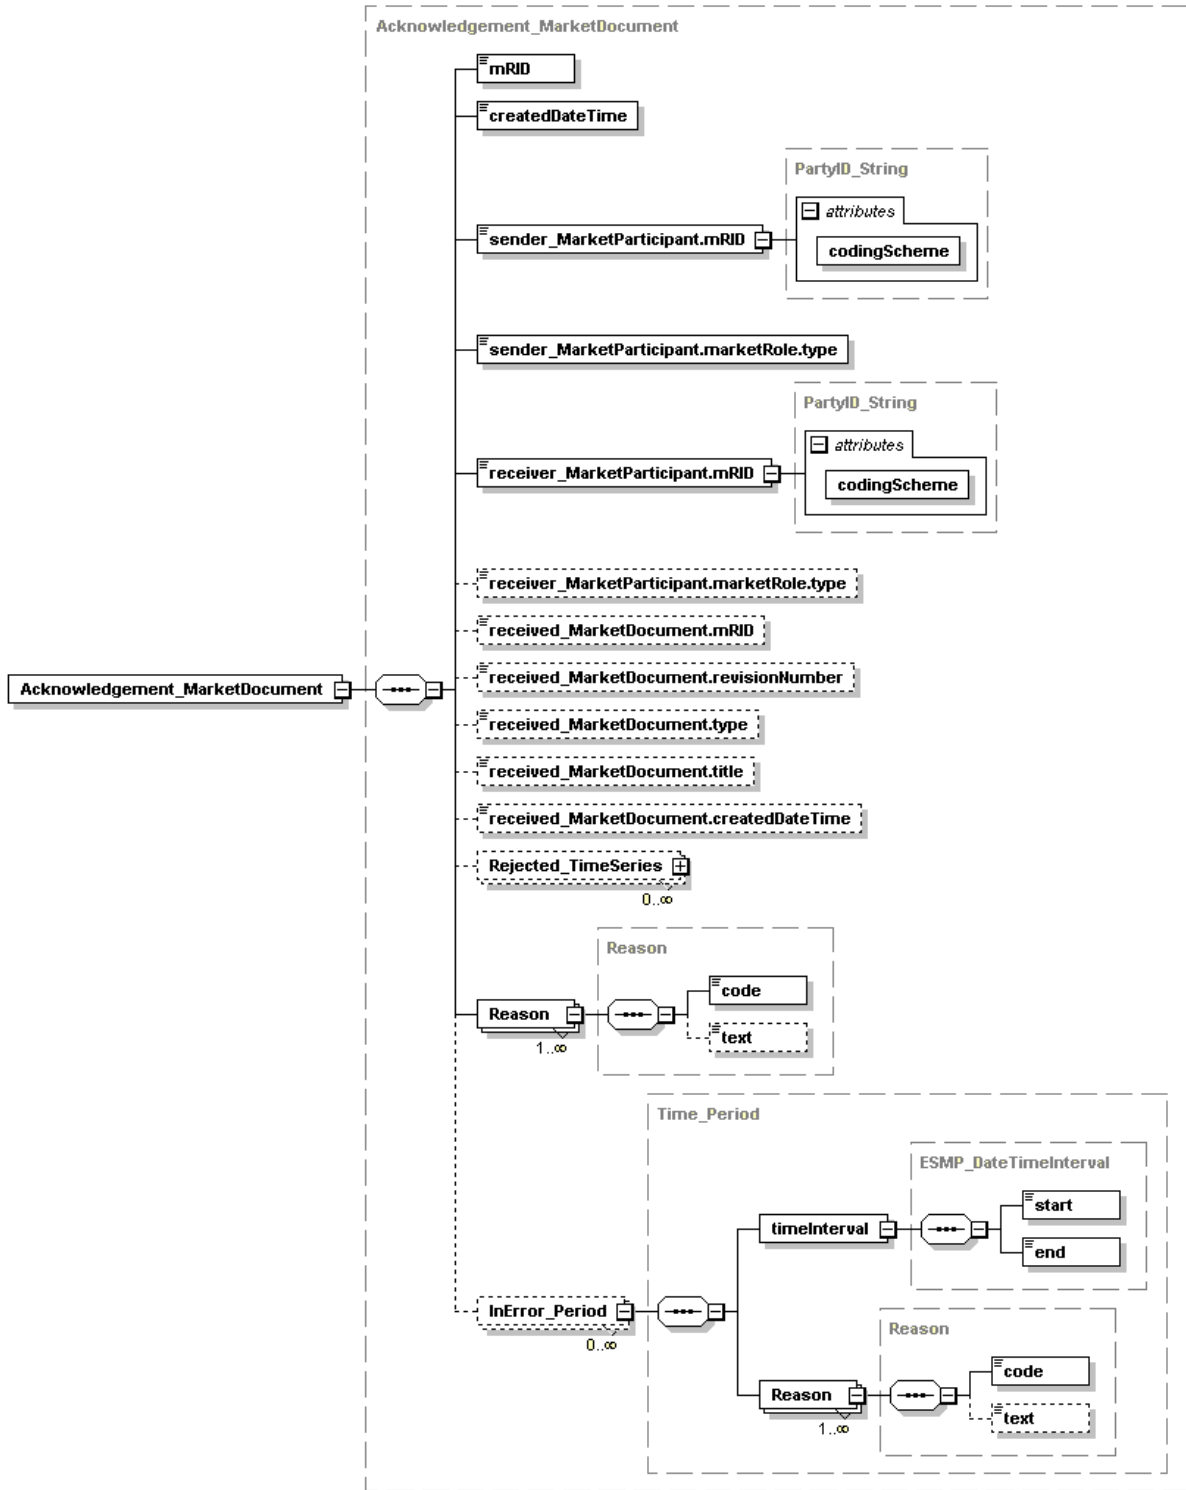 Acknowledgement_MarketDocument
mRID
createdDateTime
PartyID_String
attributes
sender_MarketParticipant.mRID
codingScheme
sender_MarketParticipant.marketRole.type
PartyID_String
attributes
receiver_MarketParticipant.mRID
codingScheme
receiver_MarketParticipant.marketRole.type
received_MarketDocument.mRID
received_MarketDocument.revisionNumber
Acknowledgement_MarketDocument
received_MarketDocument.type
received_MarketDocument.title
received_MarketDocument.createdDateTime
Rejected_TimeSeries
0..∞
Reason
code
Reason
text
1..∞
Time_Period
ESMP_DateTimeInterval
start
timeInterval
end
InError_Period
0..∞
Reason
code
Reason
text
1..∞